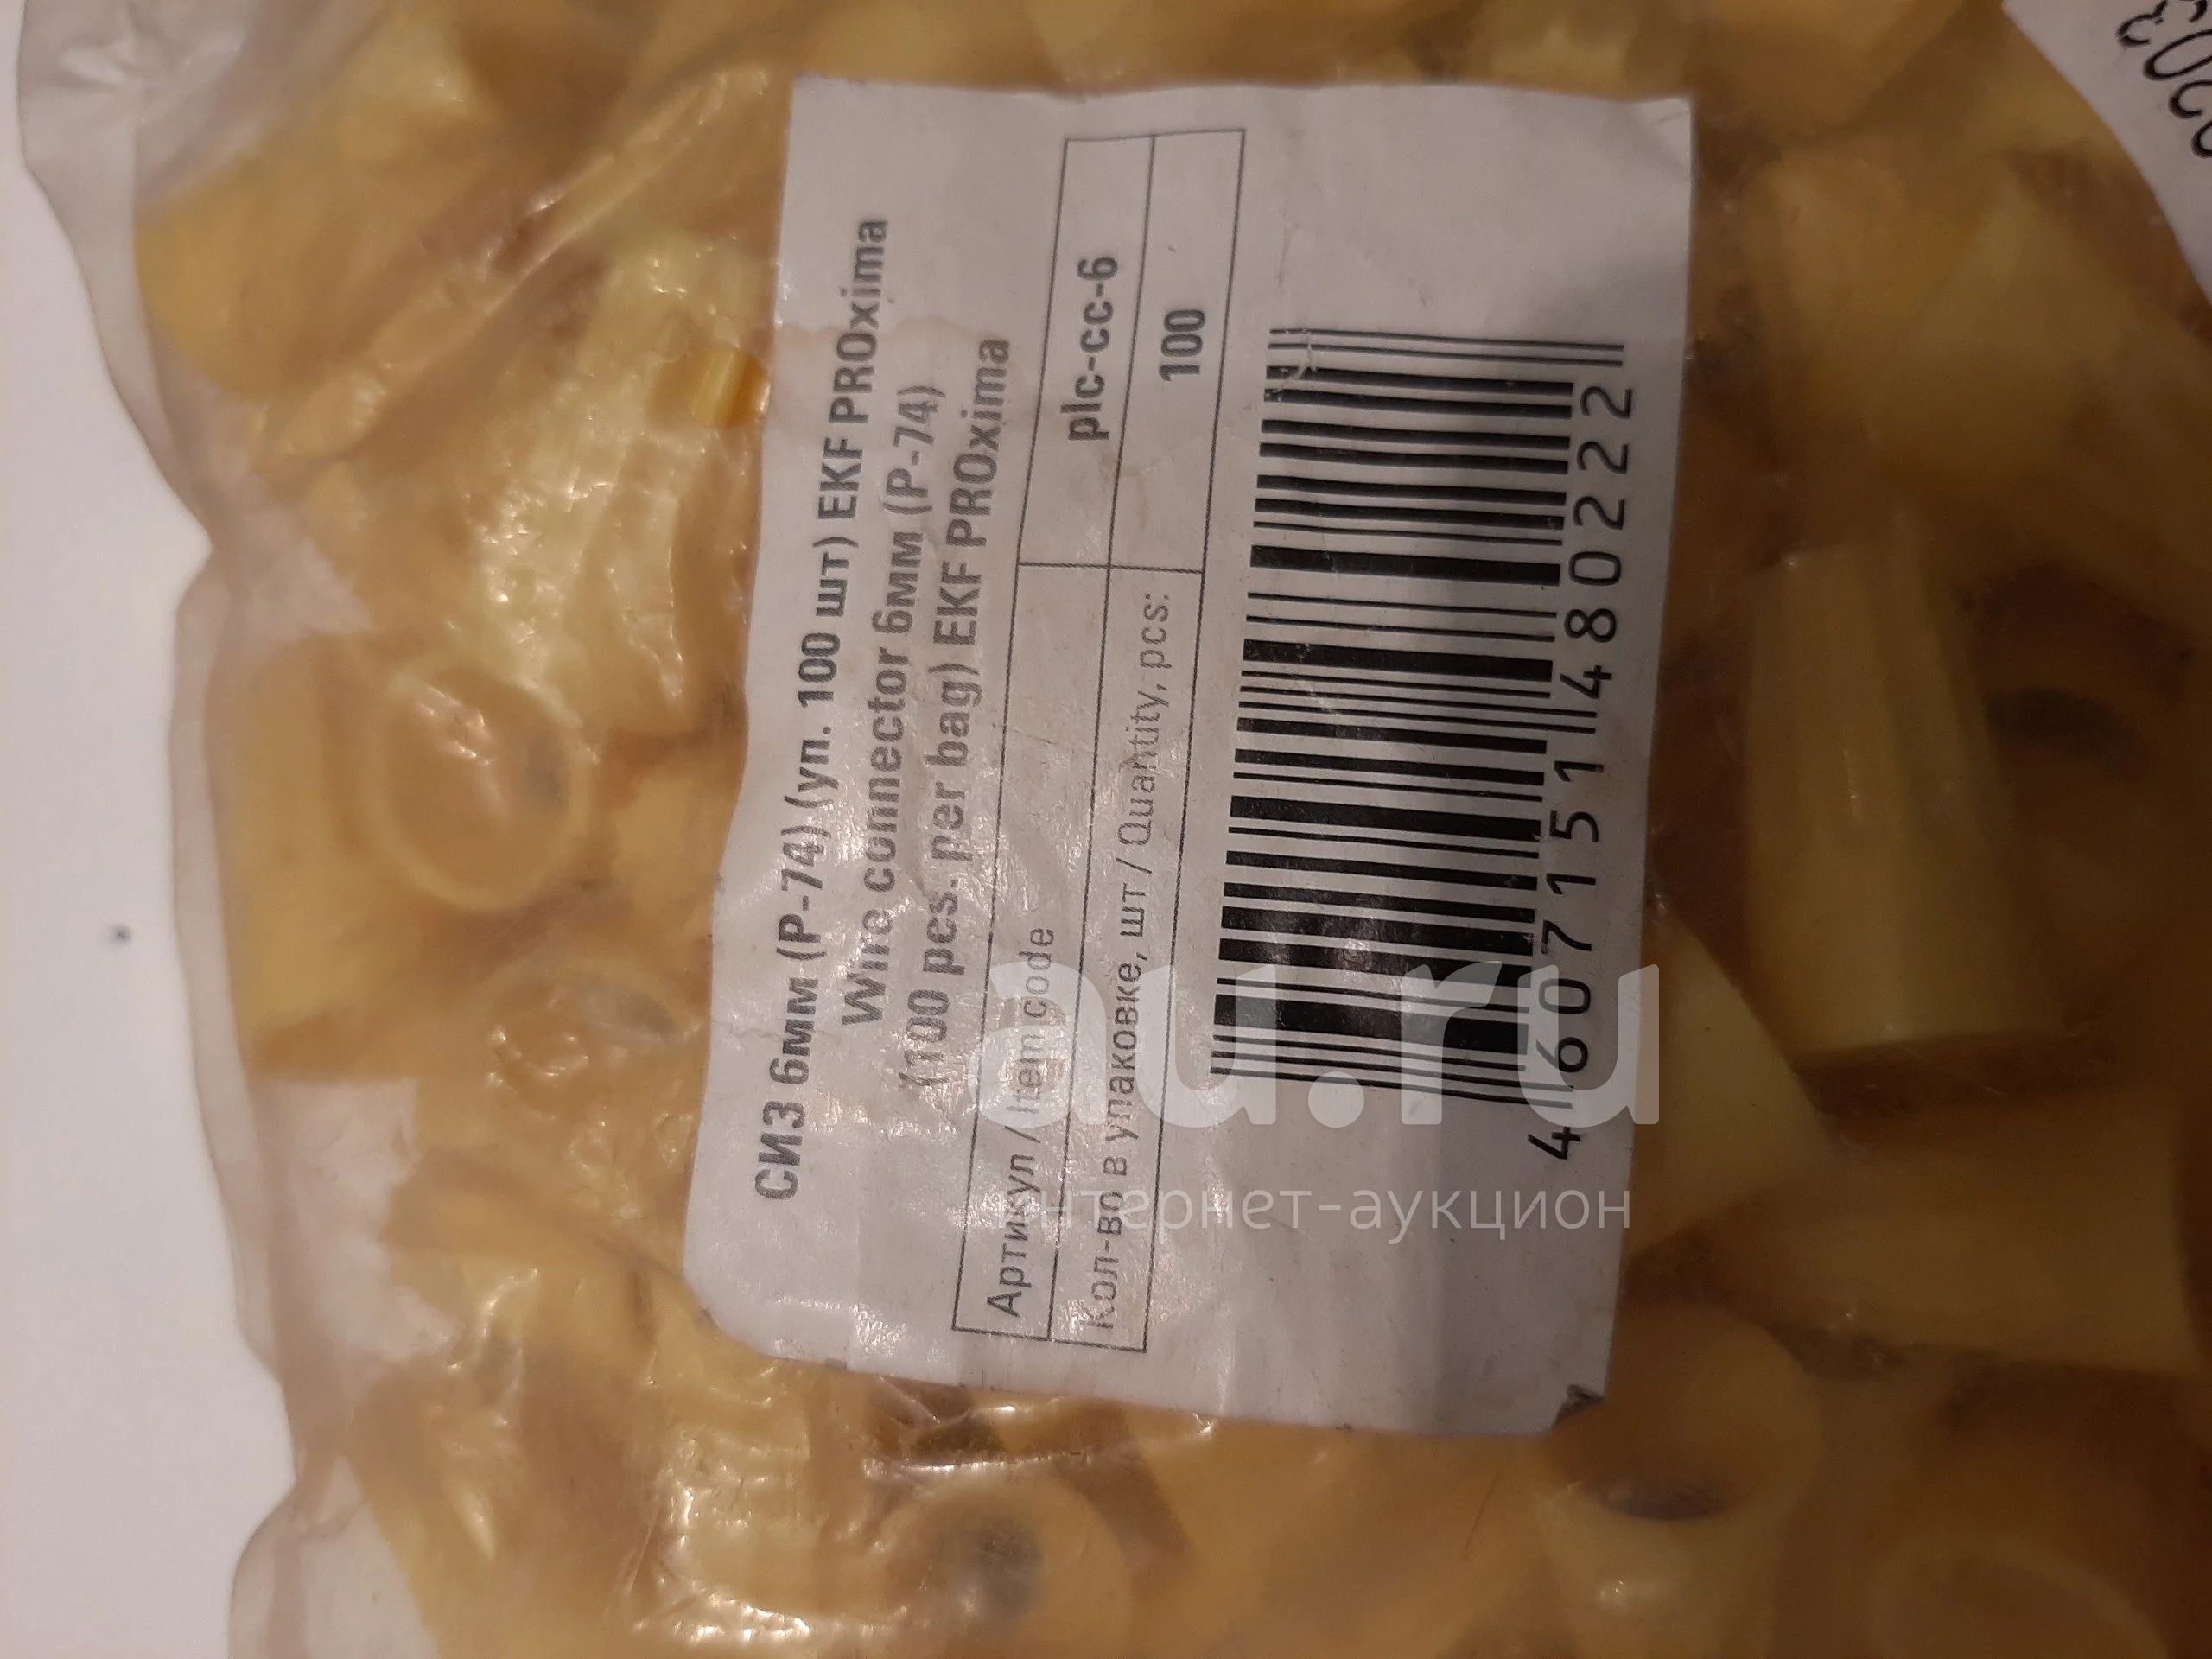 СИЗ 6мм (Р-74) (уп. 100 шт) EKF PROxima
Wire connector 6мм (Р-74)
(100 pcs. per bag) EKF PROxima
Артикул / Item code plc-cc-6
Кол-во в упаковке, шт / Quantity, pcs: 100
4 607151 480222
au.ru
интернет-аукцион